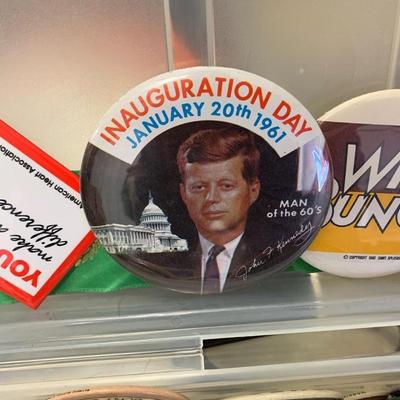 YOU
make a
difference
American Heart Association
INAUGURATION DAY
JANUARY 20th 1961
MAN
of the 60's
John F. Kennedy